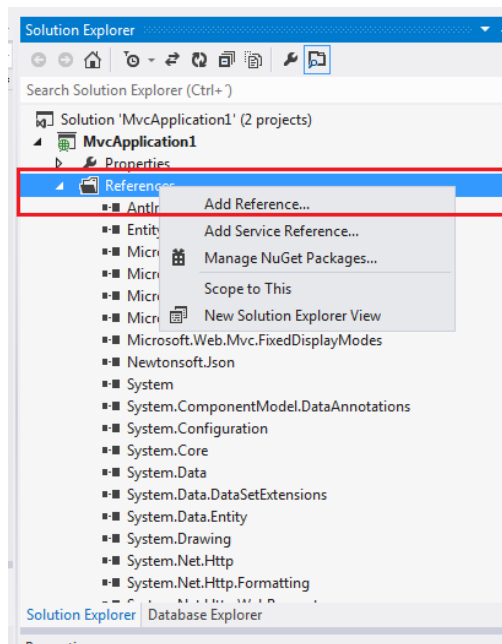 Solution Explorer
Search Solution Explorer (Ctrl+¨)
Solution 'MvcApplication1' (2 projects)
MvcApplication1
Properties
References
Add Reference...
Add Service Reference...
Manage NuGet Packages...
Scope to This
New Solution Explorer View
Microsoft.Web.Mvc.FixedDisplayModes
Newtonsoft.Json
System
System.ComponentModel.DataAnnotations
System.Configuration
System.Core
System.Data
System.Data.DataSetExtensions
System.Data.Entity
System.Drawing
System.Net.Http
System.Net.Http.Formatting
Solution Explorer Database Explorer